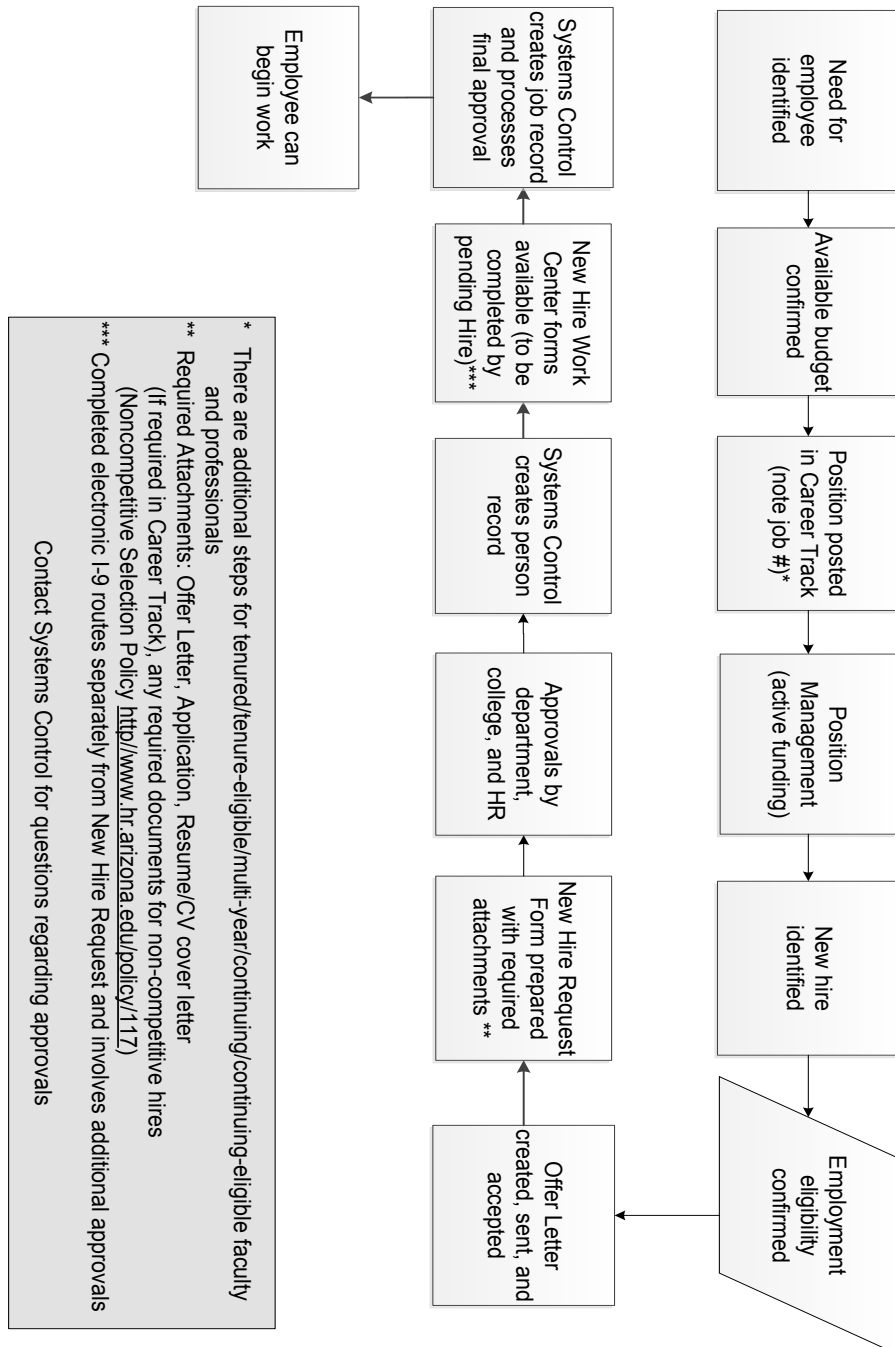 Need for
employee
identified
Available budget
confirmed
Position posted
in Career Track
(note job #)*
Position
Management
(active funding)
New hire
identified
Employment
eligibility
confirmed
Offer Letter
created, sent, and
accepted
New Hire Request
Form prepared
with required
attachments **
Approvals by
department,
college, and HR
Systems Control
creates person
record
New Hire Work
Center forms
available (to be
completed by
pending Hire)***
Systems Control
creates job record
and processes
final approval
Employee can
begin work
* There are additional steps for tenured/tenure-eligible/multi-year/continuing/continuing-eligible faculty
and professionals
** Required Attachments: Offer Letter, Application, Resume/CV cover letter
(If required in Career Track), any required documents for non-competitive hires
(Noncompetitive Selection Policy http//www.hr.arizona.edu/policy/117)
*** Completed electronic I-9 routes separately from New Hire Request and involves additional approvals
Contact Systems Control for questions regarding approvals